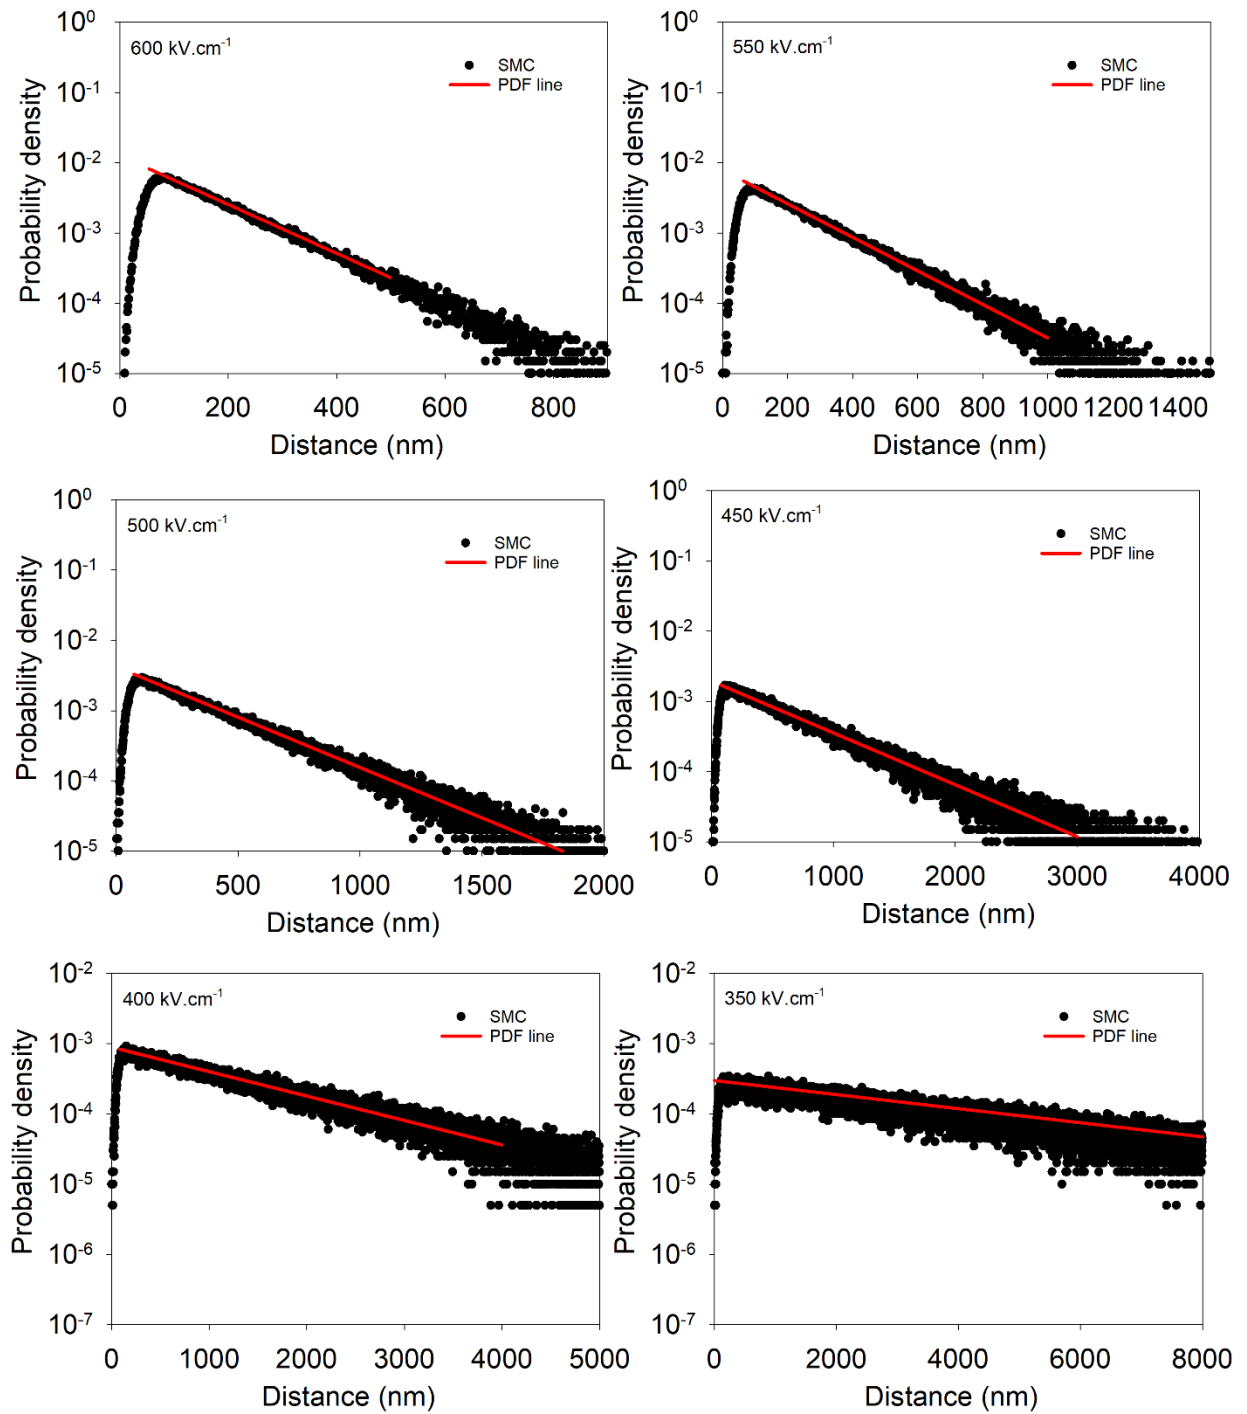 600 kV.cm⁻¹
SMC
PDF line
10⁰
10⁻¹
10⁻²
10⁻³
10⁻⁴
10⁻⁵
Probability density
0 200 400 600 800
Distance (nm)
550 kV.cm⁻¹
SMC
PDF line
10⁰
10⁻¹
10⁻²
10⁻³
10⁻⁴
10⁻⁵
Probability density
0 200 400 600 800 1000 1200 1400
Distance (nm)
500 kV.cm⁻¹
SMC
PDF line
10⁰
10⁻¹
10⁻²
10⁻³
10⁻⁴
10⁻⁵
Probability density
0 500 1000 1500 2000
Distance (nm)
450 kV.cm⁻¹
SMC
PDF line
10⁰
10⁻¹
10⁻²
10⁻³
10⁻⁴
10⁻⁵
Probability density
0 1000 2000 3000 4000
Distance (nm)
400 kV.cm⁻¹
SMC
PDF line
10⁻²
10⁻³
10⁻⁴
10⁻⁵
10⁻⁶
10⁻⁷
Probability density
0 1000 2000 3000 4000 5000
Distance (nm)
350 kV.cm⁻¹
SMC
PDF line
10⁻²
10⁻³
10⁻⁴
10⁻⁵
10⁻⁶
10⁻⁷
Probability density
0 2000 4000 6000 8000
Distance (nm)